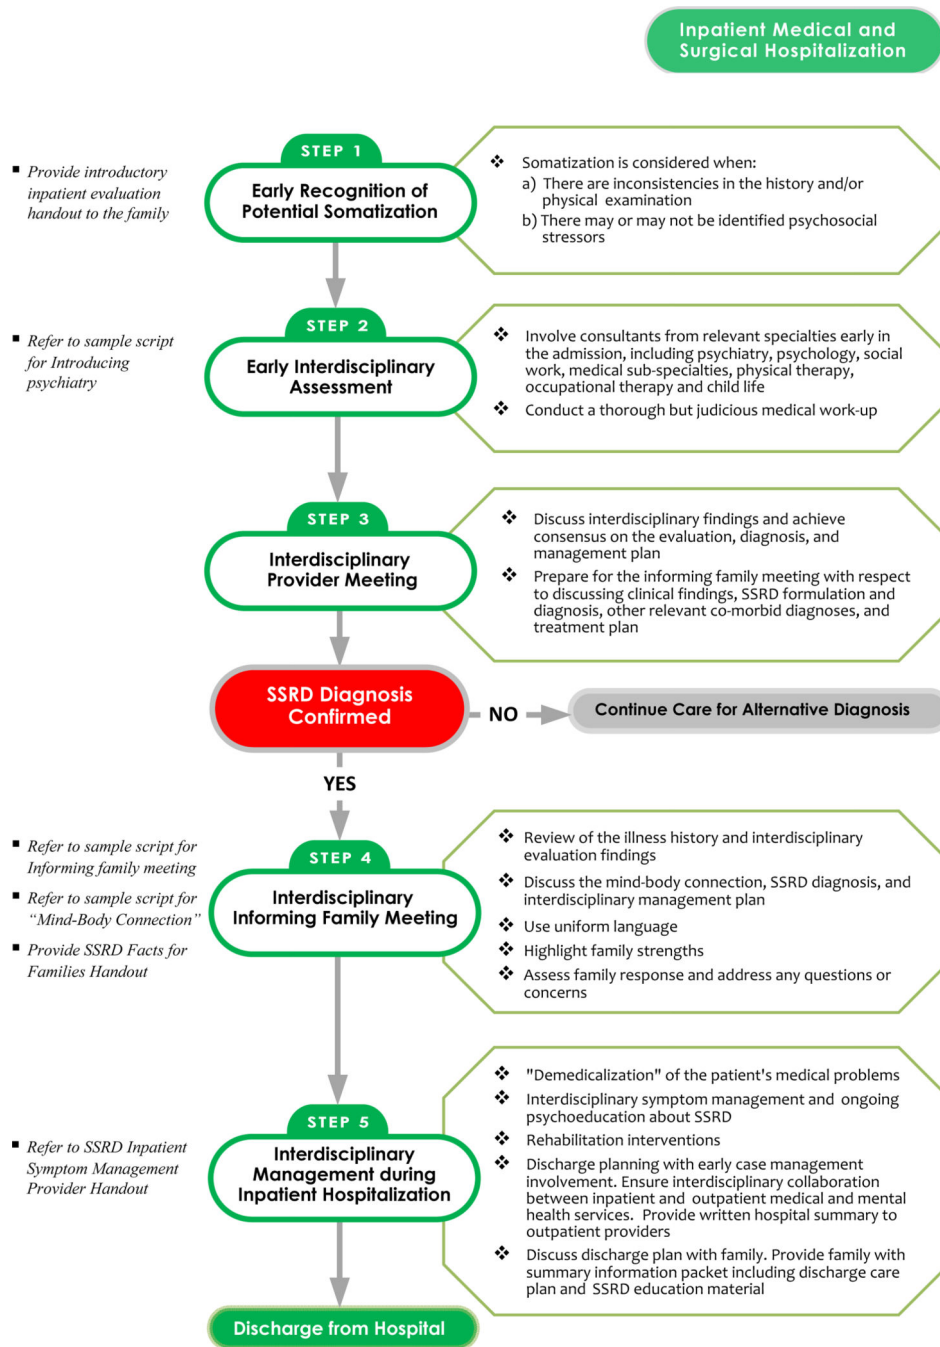 Inpatient Medical and
Surgical Hospitalization
STEP 1
Early Recognition of
Potential Somatization
▪ Provide introductory
inpatient evaluation
handout to the family
❖ Somatization is considered when:
a) There are inconsistencies in the history and/or
physical examination
b) There may or may not be identified psychosocial
stressors
STEP 2
Early Interdisciplinary
Assessment
▪ Refer to sample script
for Introducing
psychiatry
❖ Involve consultants from relevant specialties early in
the admission, including psychiatry, psychology, social
work, medical sub-specialties, physical therapy,
occupational therapy and child life
❖ Conduct a thorough but judicious medical work-up
STEP 3
Interdisciplinary
Provider Meeting
❖ Discuss interdisciplinary findings and achieve
consensus on the evaluation, diagnosis, and
management plan
❖ Prepare for the informing family meeting with respect
to discussing clinical findings, SSRD formulation and
diagnosis, other relevant co-morbid diagnoses, and
treatment plan
SSRD Diagnosis
Confirmed
NO
Continue Care for Alternative Diagnosis
YES
STEP 4
Interdisciplinary
Informing Family Meeting
▪ Refer to sample script for
Informing family meeting
▪ Refer to sample script for
“Mind-Body Connection”
▪ Provide SSRD Facts for
Families Handout
❖ Review of the illness history and interdisciplinary
evaluation findings
❖ Discuss the mind-body connection, SSRD diagnosis, and
interdisciplinary management plan
❖ Use uniform language
❖ Highlight family strengths
❖ Assess family response and address any questions or
concerns
STEP 5
Interdisciplinary
Management during
Inpatient Hospitalization
▪ Refer to SSRD Inpatient
Symptom Management
Provider Handout
❖ "Demedicalization" of the patient's medical problems
❖ Interdisciplinary symptom management and ongoing
psychoeducation about SSRD
❖ Rehabilitation interventions
❖ Discharge planning with early case management
involvement. Ensure interdisciplinary collaboration
between inpatient and outpatient medical and mental
health services. Provide written hospital summary to
outpatient providers
❖ Discuss discharge plan with family. Provide family with
summary information packet including discharge care
plan and SSRD education material
Discharge from Hospital